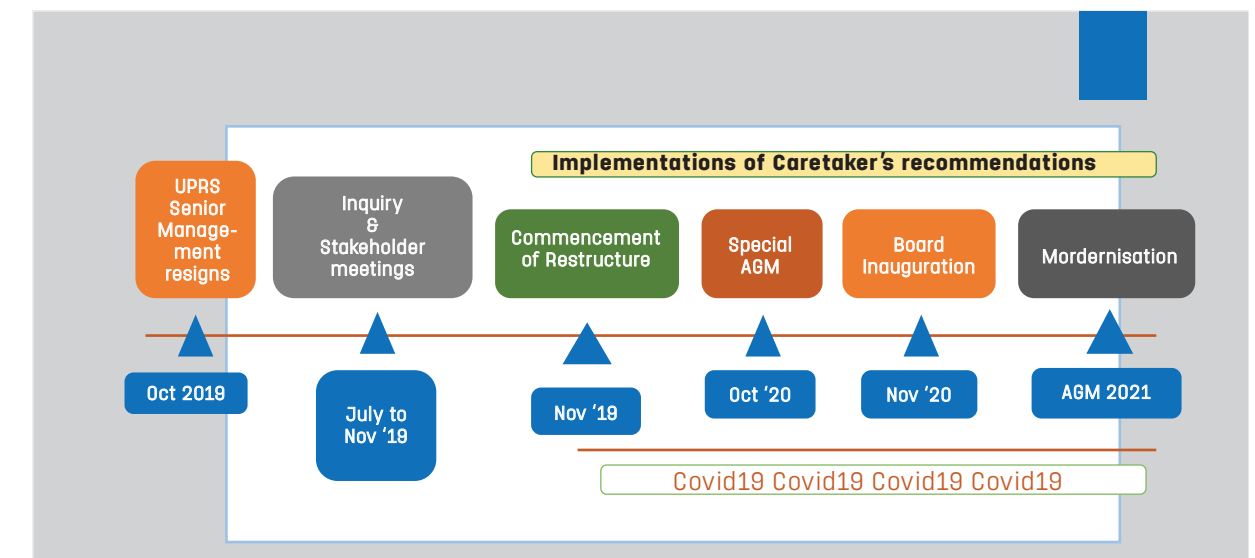 Implementations of Caretaker’s recommendations
UPRS
Senior
Manage-
ment
resigns
Inquiry
&
Stakeholder
meetings
Commencement
of Restructure
Special
AGM
Board
Inauguration
Mordernisation
Oct 2019
July to
Nov ‘19
Nov ‘19
Oct ‘20
Nov ‘20
AGM 2021
Covid19 Covid19 Covid19 Covid19